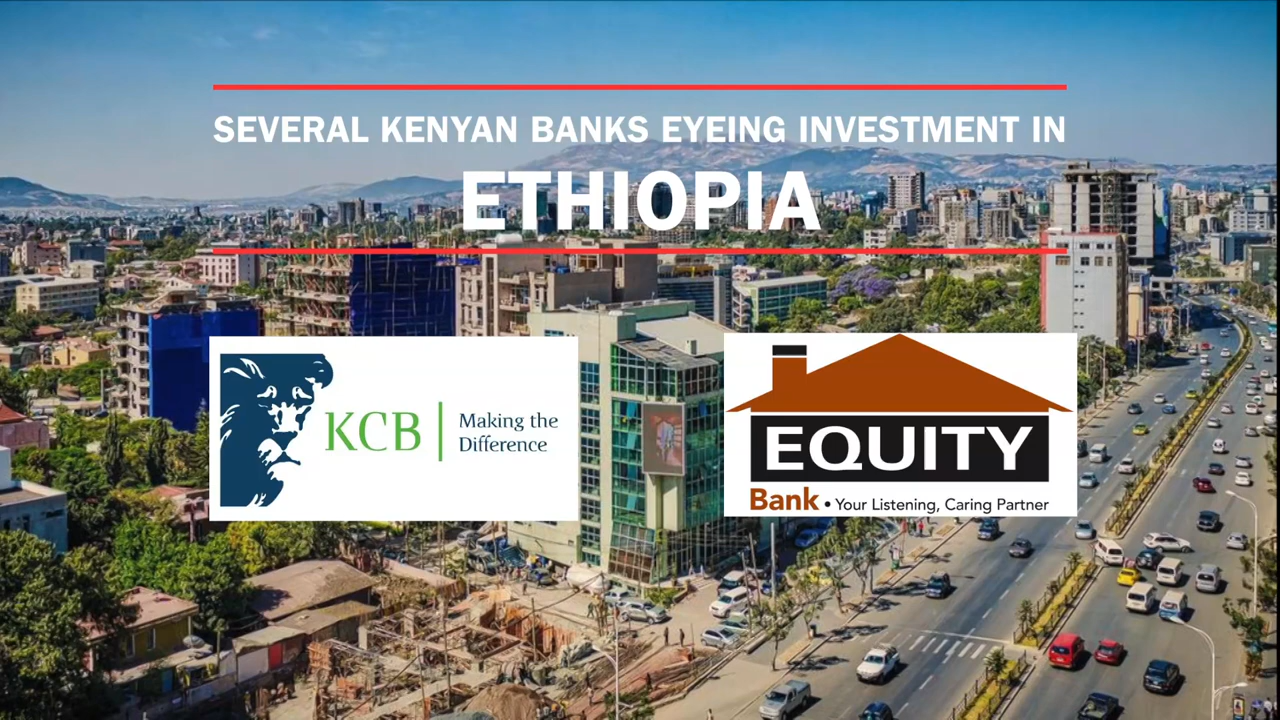 SEVERAL KENYAN BANKS EYEING INVESTMENT IN
ETHIOPIA
KCB
Making the
Difference
EQUITY
Bank • Your Listening, Caring Partner